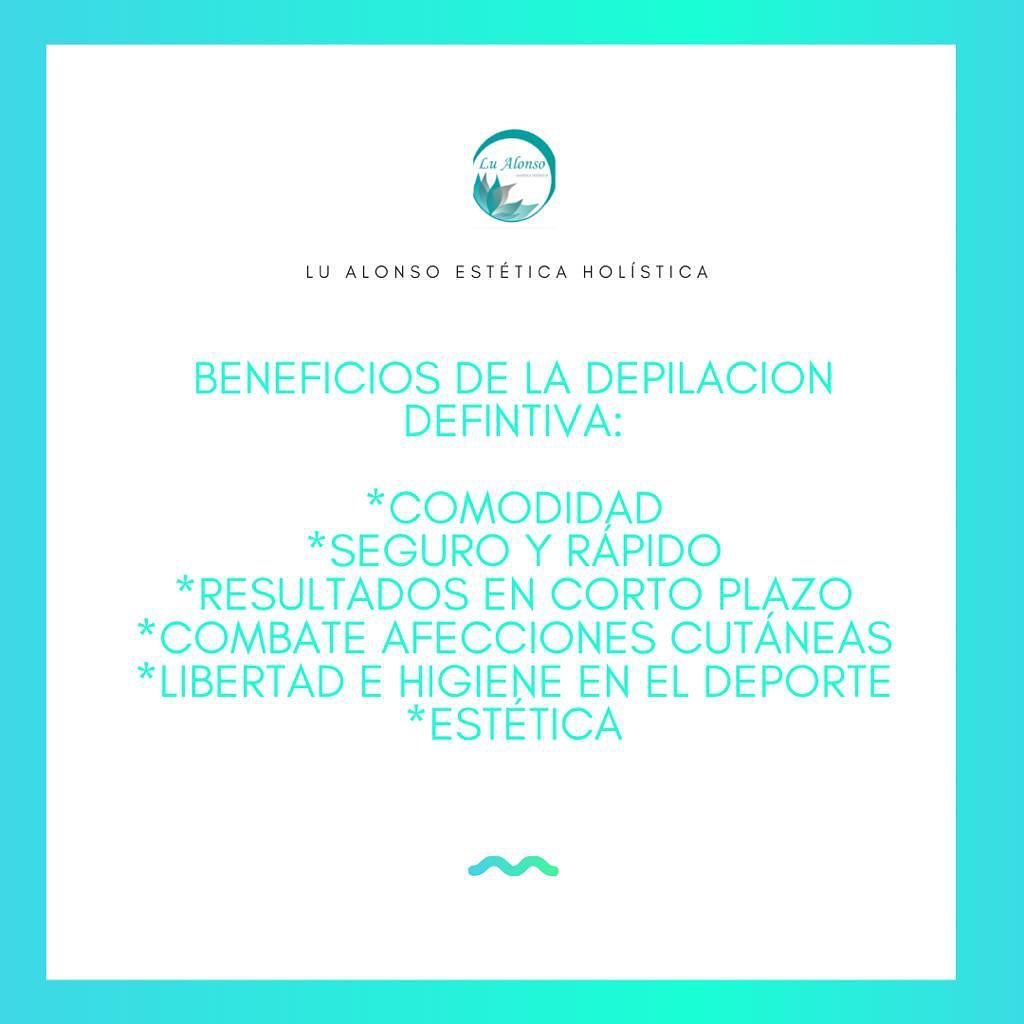 Lu Alonso
LU ALONSO ESTÉTICA HOLÍSTICA
BENEFICIOS DE LA DEPILACION
DEFINTIVA:
*COMODIDAD
*SEGURO Y RÁPIDO
*RESULTADOS EN CORTO PLAZO
*COMBATE AFECCIONES CUTÁNEAS
*LIBERTAD E HIGIENE EN EL DEPORTE
*ESTÉTICA